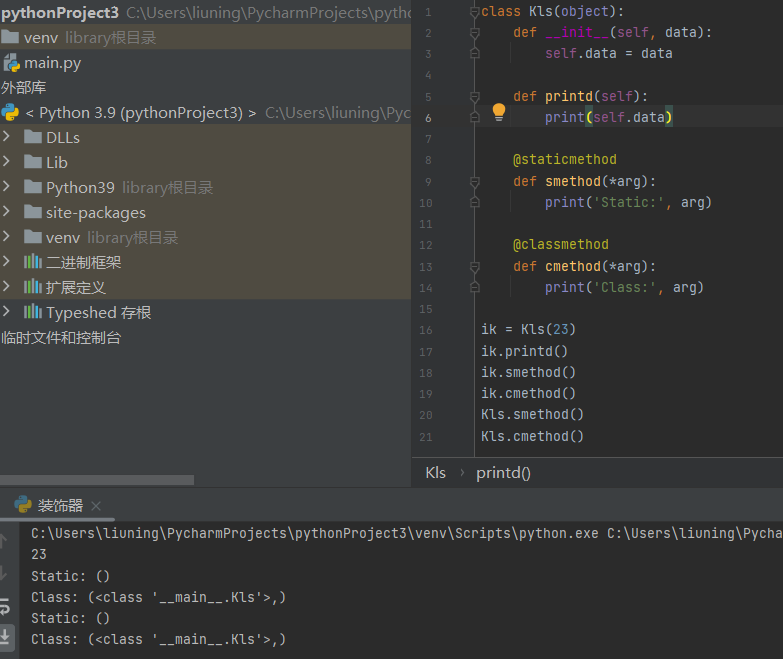 pythonProject3 C:\Users\liuning\PycharmProjects\pytho
venv library根目录
main.py
外部库
< Python 3.9 (pythonProject3) > C:\Users\liuning\Pyc
DLLs
Lib
Python39 library根目录
site-packages
venv library根目录
二进制框架
扩展定义
Typeshed 存根
临时文件和控制台
1 class Kls(object):
2 def __init__(self, data):
3 self.data = data
4
5 def printd(self):
6 print(self.data)
7
8 @staticmethod
9 def smethod(*arg):
10 print('Static:', arg)
11
12 @classmethod
13 def cmethod(*arg):
14 print('Class:', arg)
15
16 ik = Kls(23)
17 ik.printd()
18 ik.smethod()
19 ik.cmethod()
20 Kls.smethod()
21 Kls.cmethod()
Kls › printd()
装饰器 ×
C:\Users\liuning\PycharmProjects\pythonProject3\venv\Scripts\python.exe C:\Users\liuning\Pycha
23
Static: ()
Class: (<class '__main__.Kls'>,)
Static: ()
Class: (<class '__main__.Kls'>,)